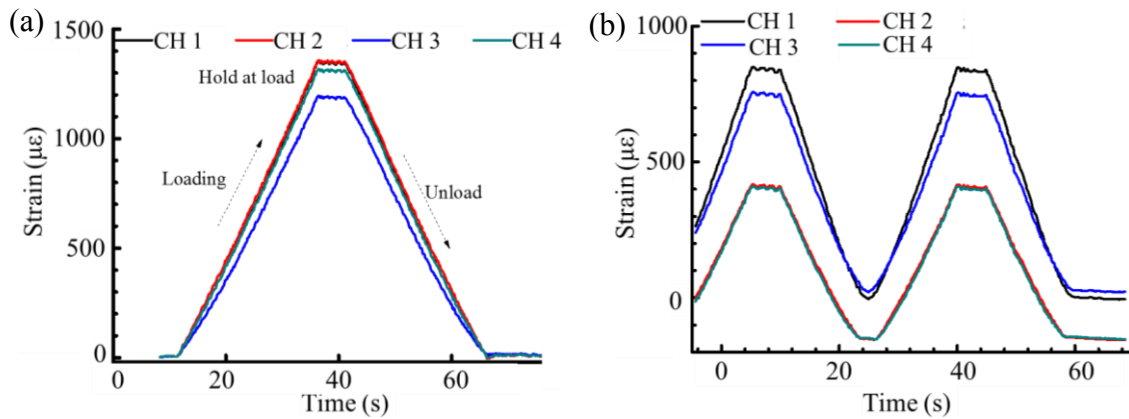 (a)
1500
CH 1 CH 2 CH 3 CH 4
Hold at load
1000
Loading
Unload
500
0
Strain (με)
0 20 40 60
Time (s)
(b)
1000
CH 1 CH 2
CH 3 CH 4
500
0
Strain (με)
0 20 40 60
Time (s)